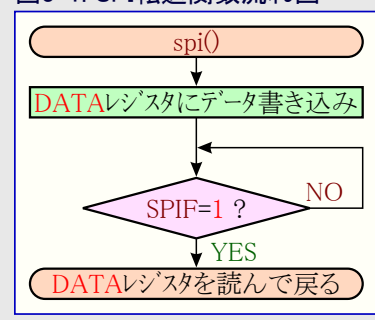 spi()
DATAレジスタにデータ書き込み
NO
SPIF=1 ?
YES
DATAレジスタを読んで戻る